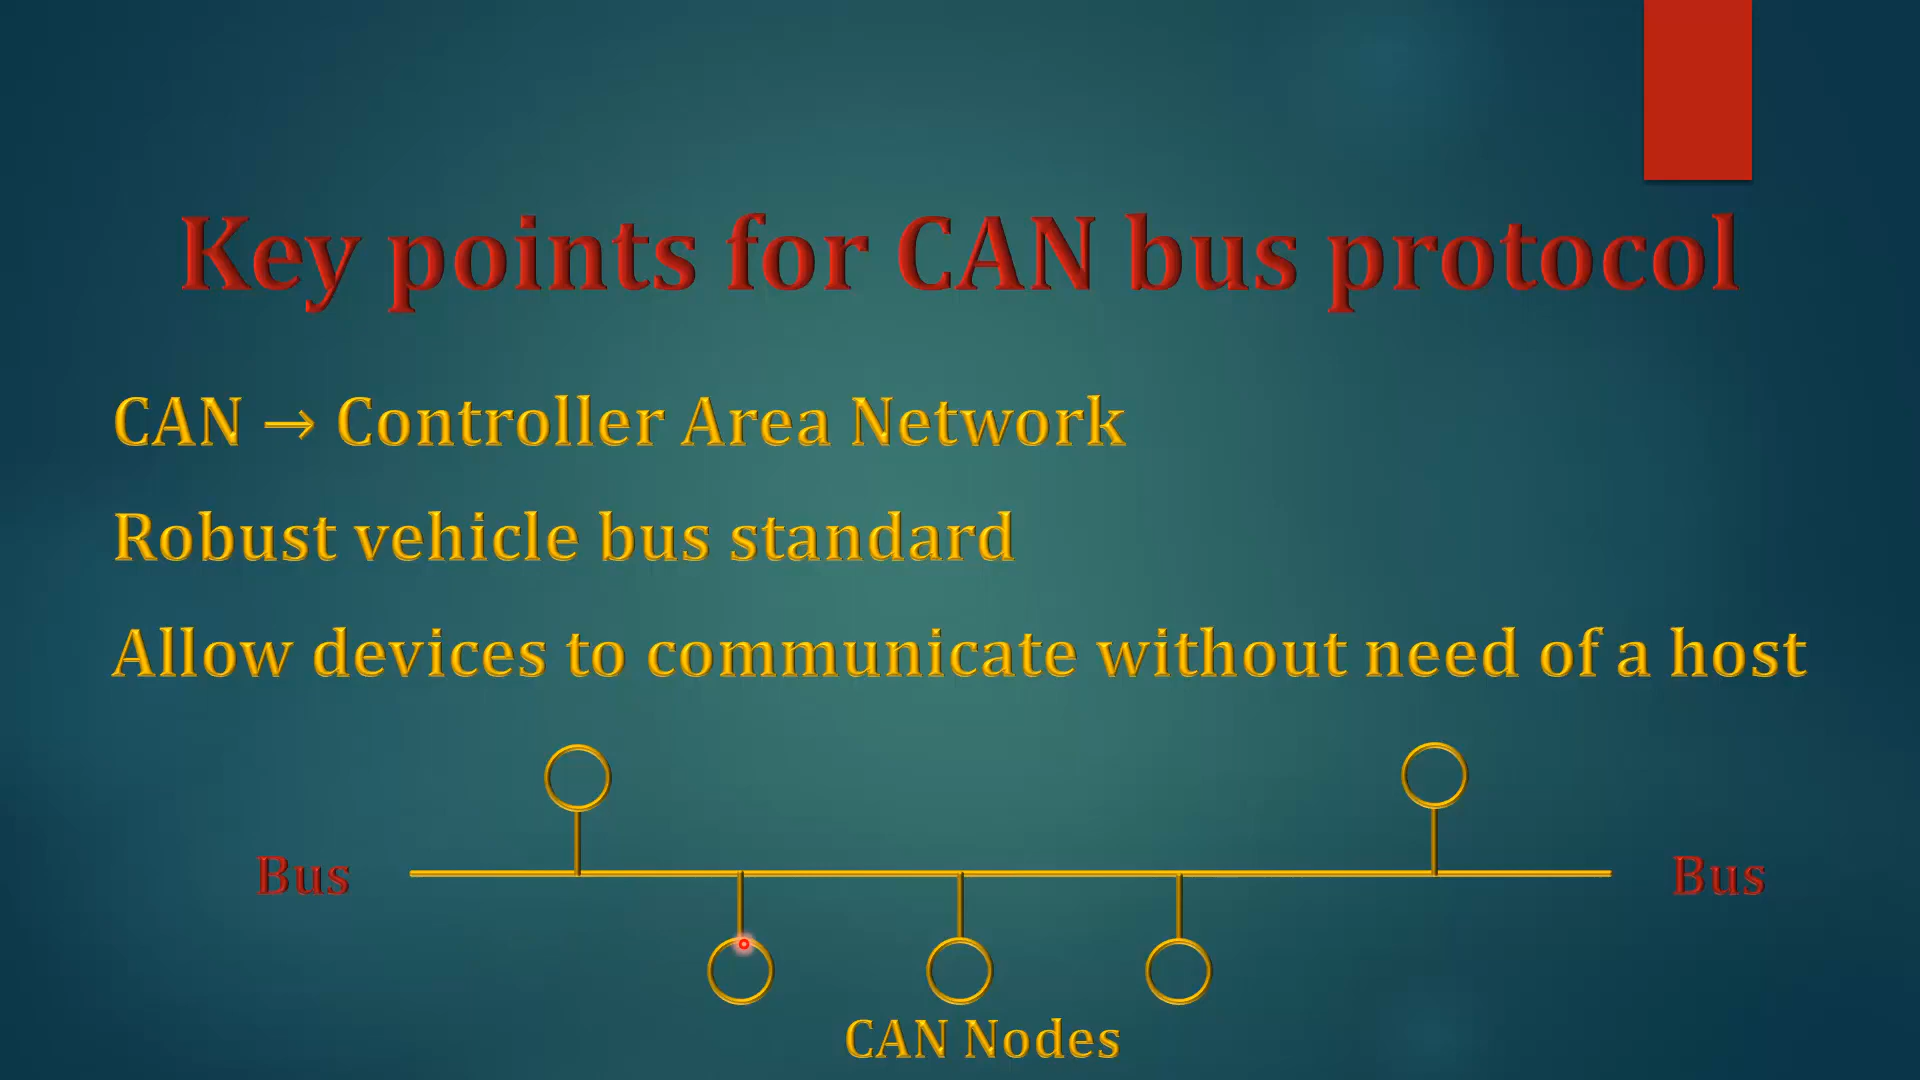 Key points for CAN bus protocol
CAN → Controller Area Network
Robust vehicle bus standard
Allow devices to communicate without need of a host
Bus
Bus
CAN Nodes